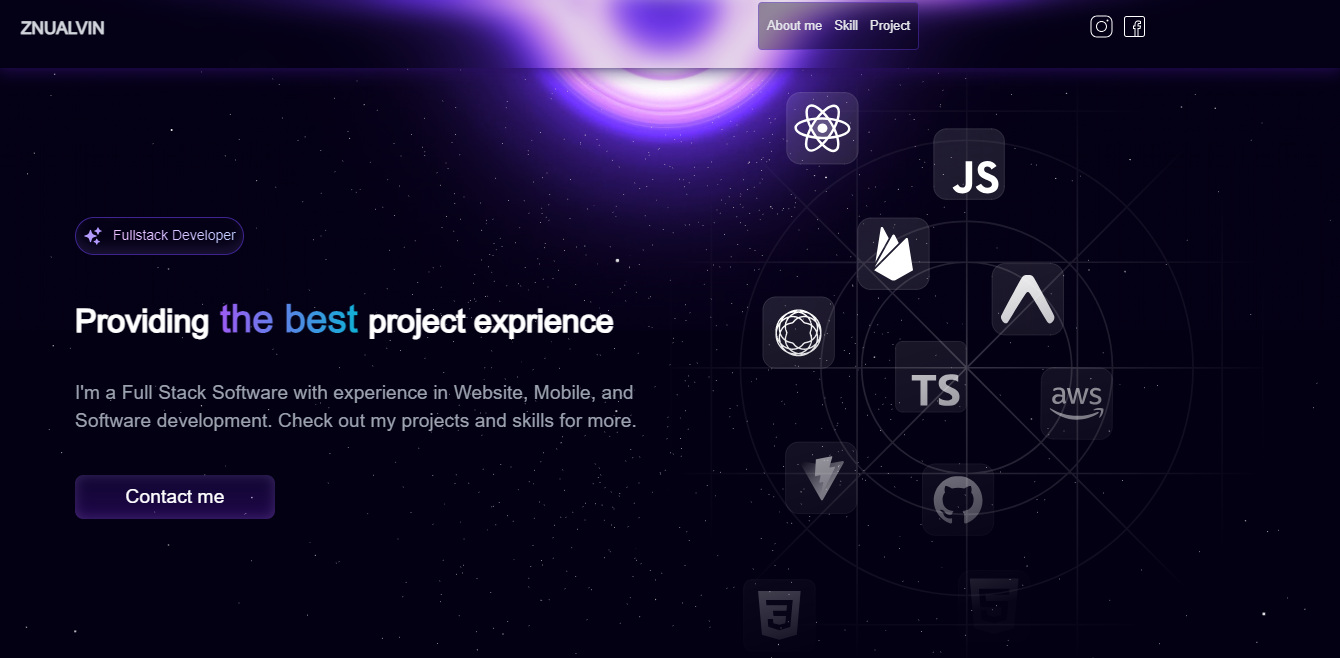 ZNUALVIN
About me Skill Project
JS
Fullstack Developer
Providing the best project exprience
TS
aws
I'm a Full Stack Software with experience in Website, Mobile, and
Software development. Check out my projects and skills for more.
Contact me
3
5